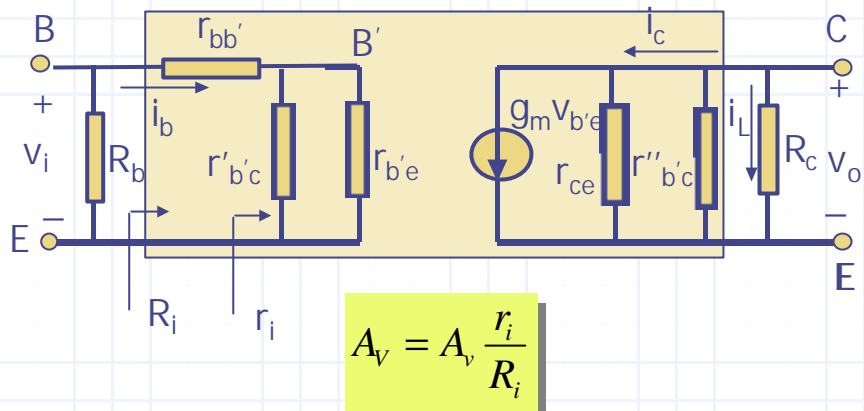 B
r_bb'
B'
i_c
C
+
i_b
g_m v_b'e
i_L
+
v_i
R_b
r'_b'c
r_b'e
r_ce
r''_b'c
R_c
v_o
−
−
E
E
R_i
r_i
A_V = A_v r_i / R_i